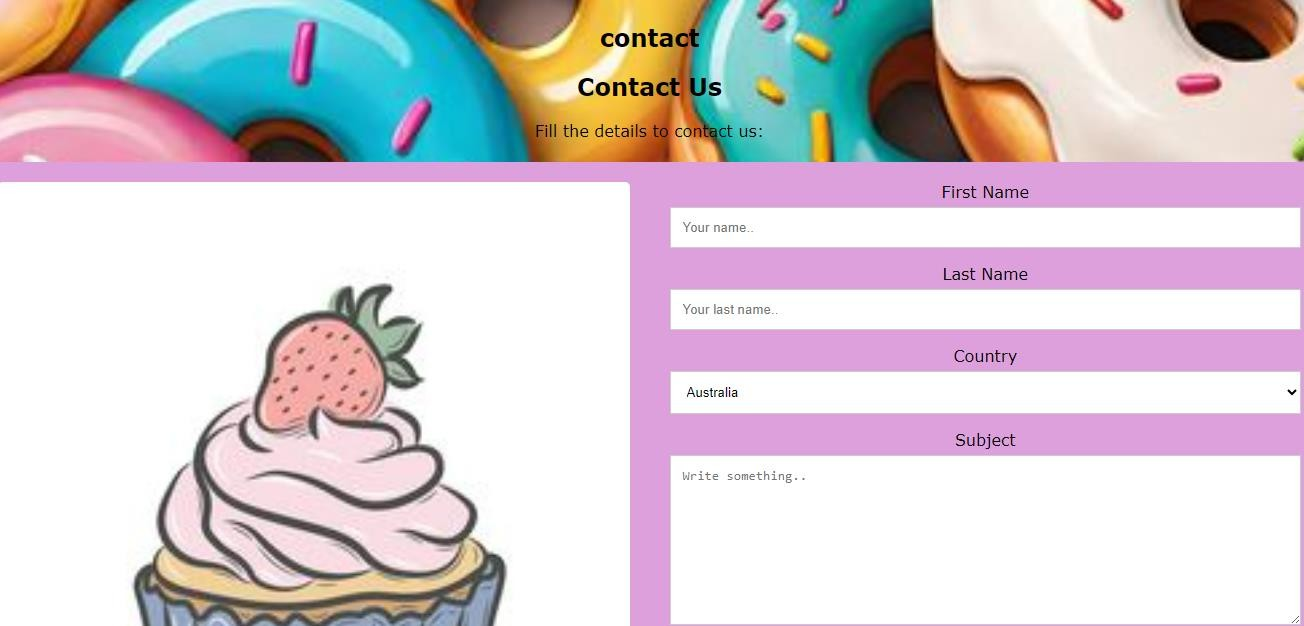 contact
Contact Us
Fill the details to contact us:
First Name
Your name..
Last Name
Your last name..
Country
Australia
Subject
Write something..